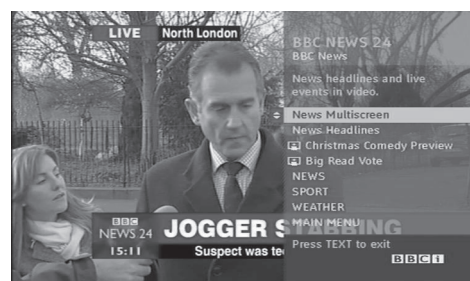 LIVE North London
BBC NEWS 24
BBC News
News headlines and live
events in video.
News Multiscreen
News Headlines
Christmas Comedy Preview
Big Read Vote
NEWS
SPORT
WEATHER
MAIN MENU
Press TEXT to exit
BBCi
BBC
NEWS 24
15:11
JOGGER STABBING
Suspect was tee